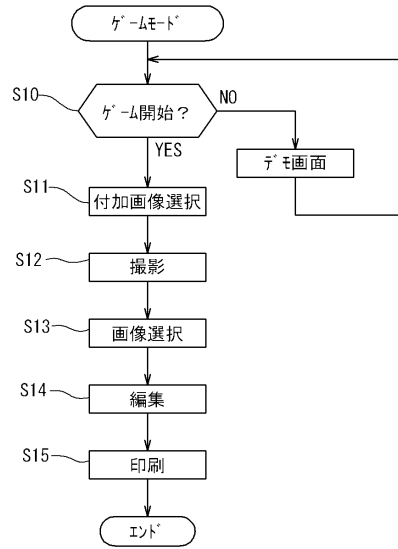 ｹﾞｰﾑﾓｰﾄﾞ
S10
ｹﾞｰﾑ開始？
NO
YES
ﾃﾞﾓ画面
S11
付加画像選択
S12
撮影
S13
画像選択
S14
編集
S15
印刷
ｴﾝﾄﾞ